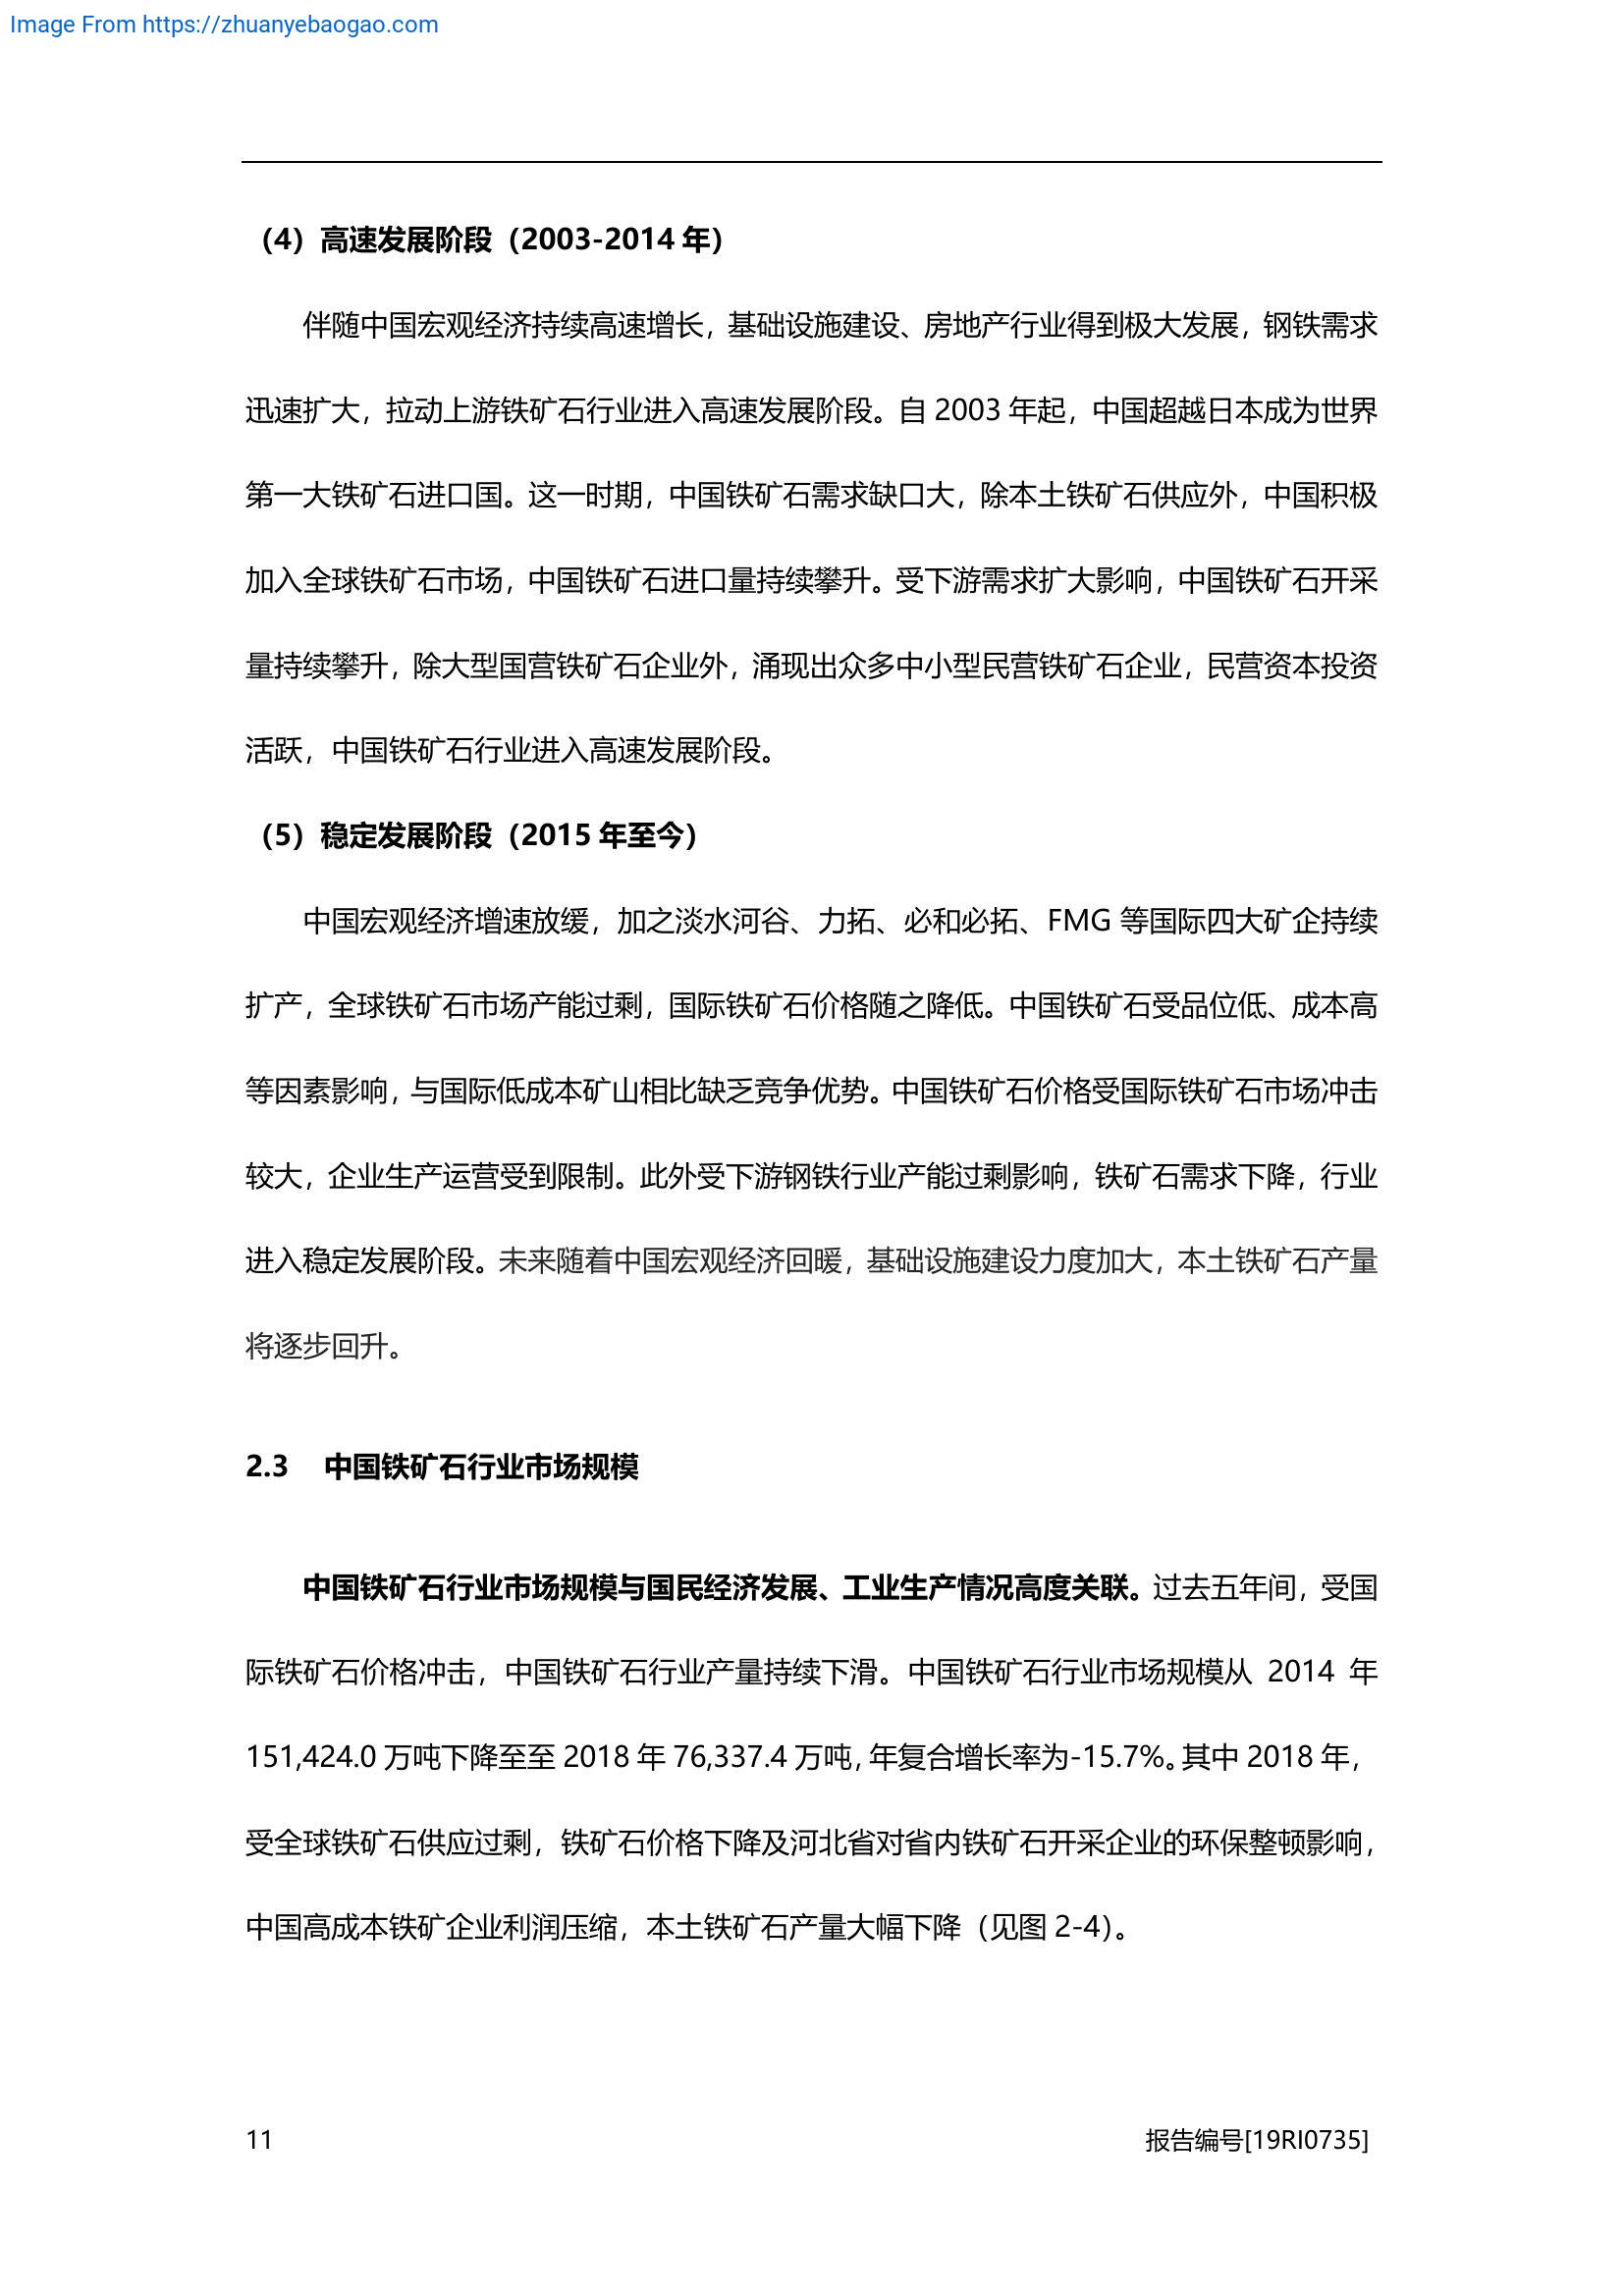 Image From https://zhuanyebaogao.com
（4）高速发展阶段（2003-2014 年）
伴随中国宏观经济持续高速增长，基础设施建设、房地产行业得到极大发展，钢铁需求
迅速扩大，拉动上游铁矿石行业进入高速发展阶段。自 2003 年起，中国超越日本成为世界
第一大铁矿石进口国。这一时期，中国铁矿石需求缺口大，除本土铁矿石供应外，中国积极
加入全球铁矿石市场，中国铁矿石进口量持续攀升。受下游需求扩大影响，中国铁矿石开采
量持续攀升，除大型国营铁矿石企业外，涌现出众多中小型民营铁矿石企业，民营资本投资
活跃，中国铁矿石行业进入高速发展阶段。
（5）稳定发展阶段（2015 年至今）
中国宏观经济增速放缓，加之淡水河谷、力拓、必和必拓、FMG 等国际四大矿企持续
扩产，全球铁矿石市场产能过剩，国际铁矿石价格随之降低。中国铁矿石受品位低、成本高
等因素影响，与国际低成本矿山相比缺乏竞争优势。中国铁矿石价格受国际铁矿石市场冲击
较大，企业生产运营受到限制。此外受下游钢铁行业产能过剩影响，铁矿石需求下降，行业
进入稳定发展阶段。未来随着中国宏观经济回暖，基础设施建设力度加大，本土铁矿石产量
将逐步回升。
2.3 中国铁矿石行业市场规模
中国铁矿石行业市场规模与国民经济发展、工业生产情况高度关联。过去五年间，受国
际铁矿石价格冲击，中国铁矿石行业产量持续下滑。中国铁矿石行业市场规模从 2014 年
151,424.0 万吨下降至至 2018 年 76,337.4 万吨，年复合增长率为-15.7%。其中 2018 年，
受全球铁矿石供应过剩，铁矿石价格下降及河北省对省内铁矿石开采企业的环保整顿影响，
中国高成本铁矿企业利润压缩，本土铁矿石产量大幅下降（见图 2-4）。
11 报告编号[19RI0735]